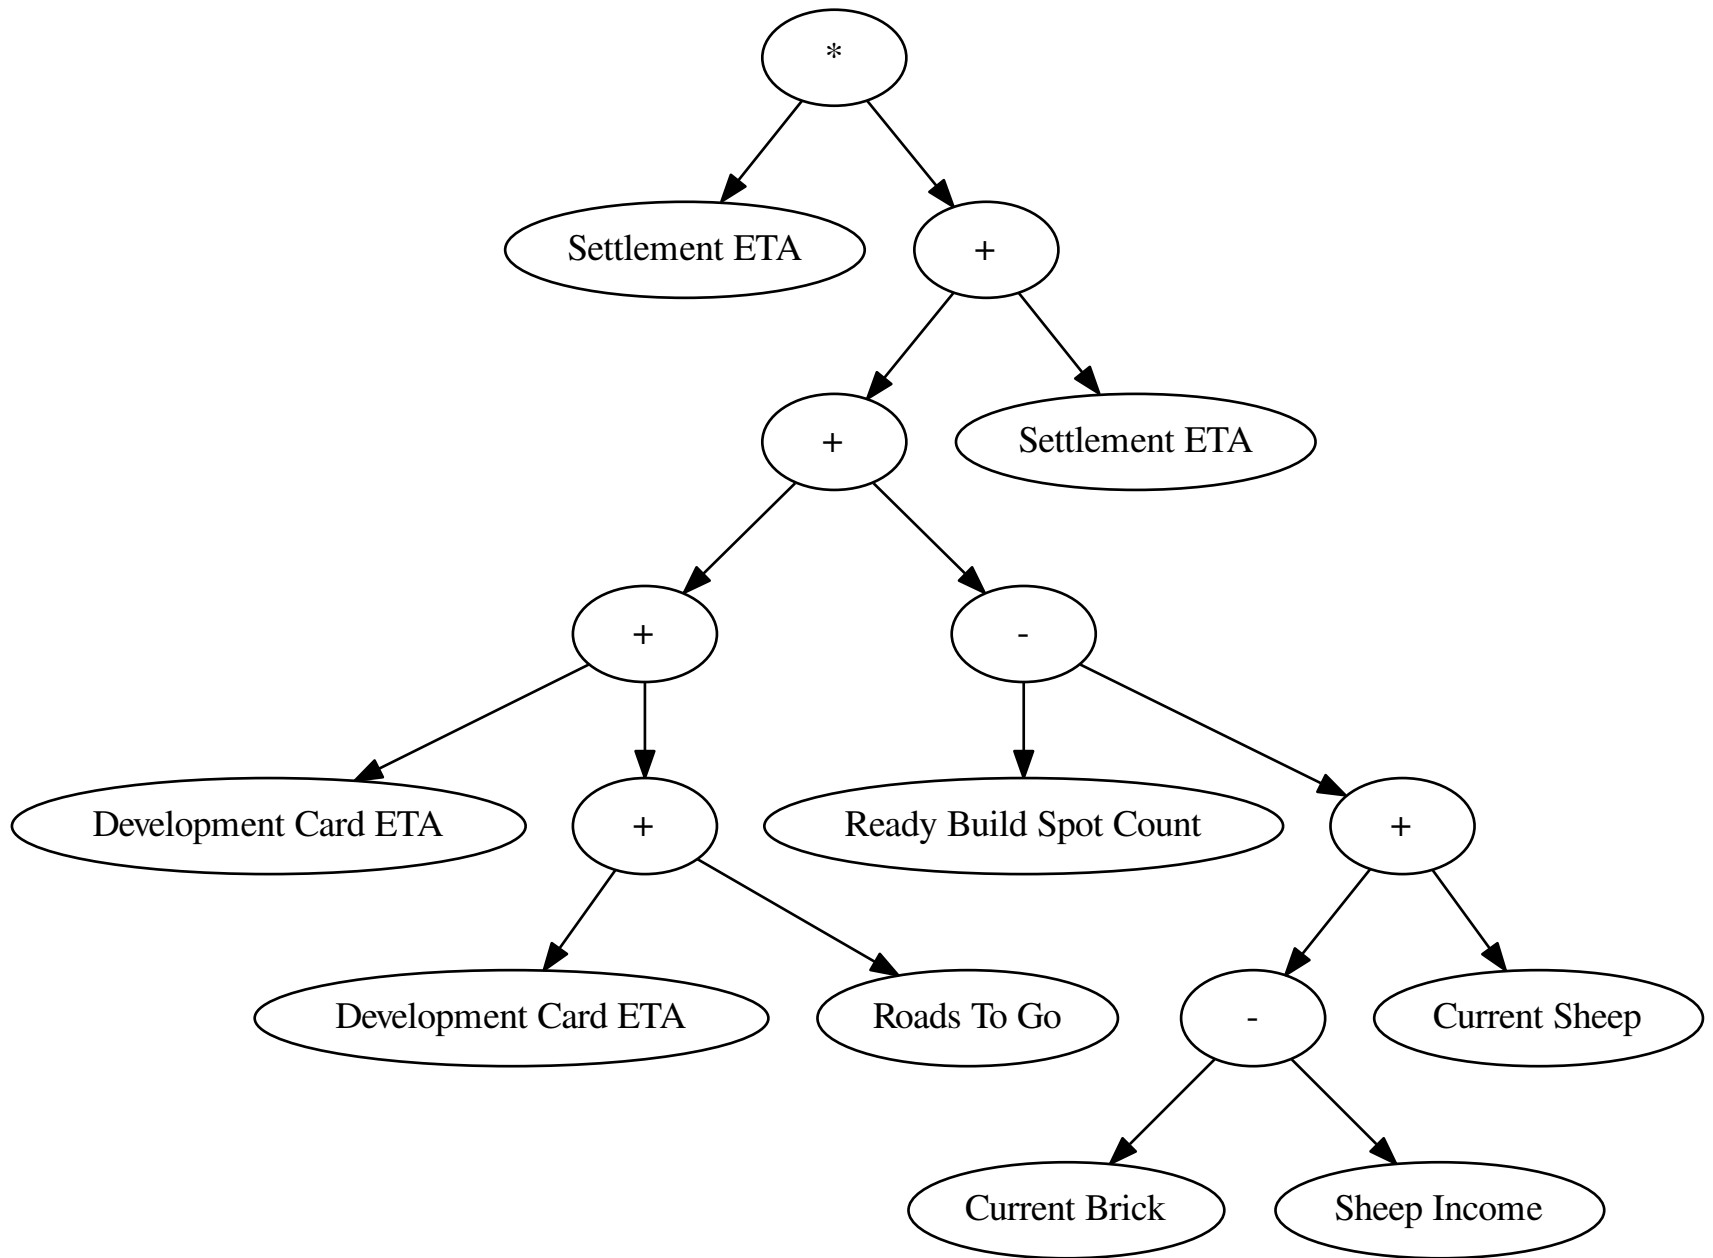 *
Settlement ETA
+
+
Settlement ETA
+
-
Development Card ETA
+
Ready Build Spot Count
+
Development Card ETA
Roads To Go
-
Current Sheep
Current Brick
Sheep Income